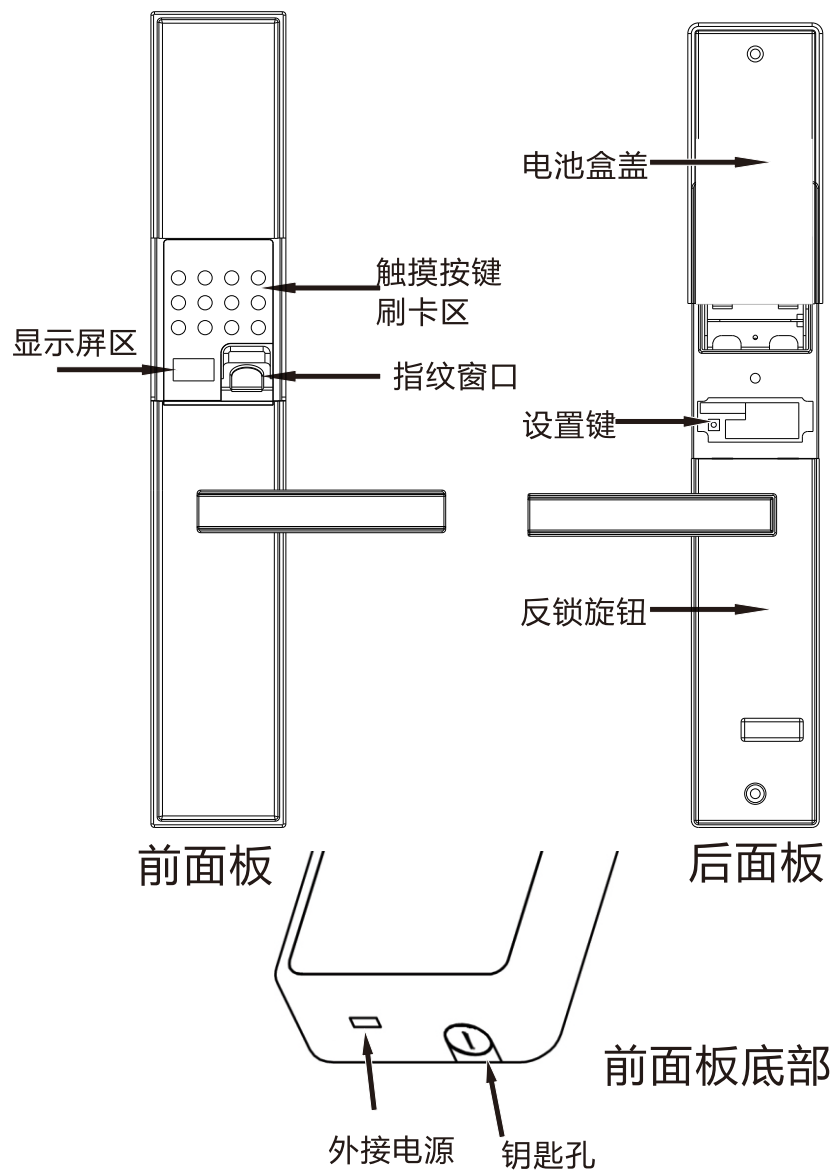 电池盒盖
触摸按键
刷卡区
显示屏区
指纹窗口
设置键
反锁旋钮
前面板
后面板
前面板底部
外接电源
钥匙孔